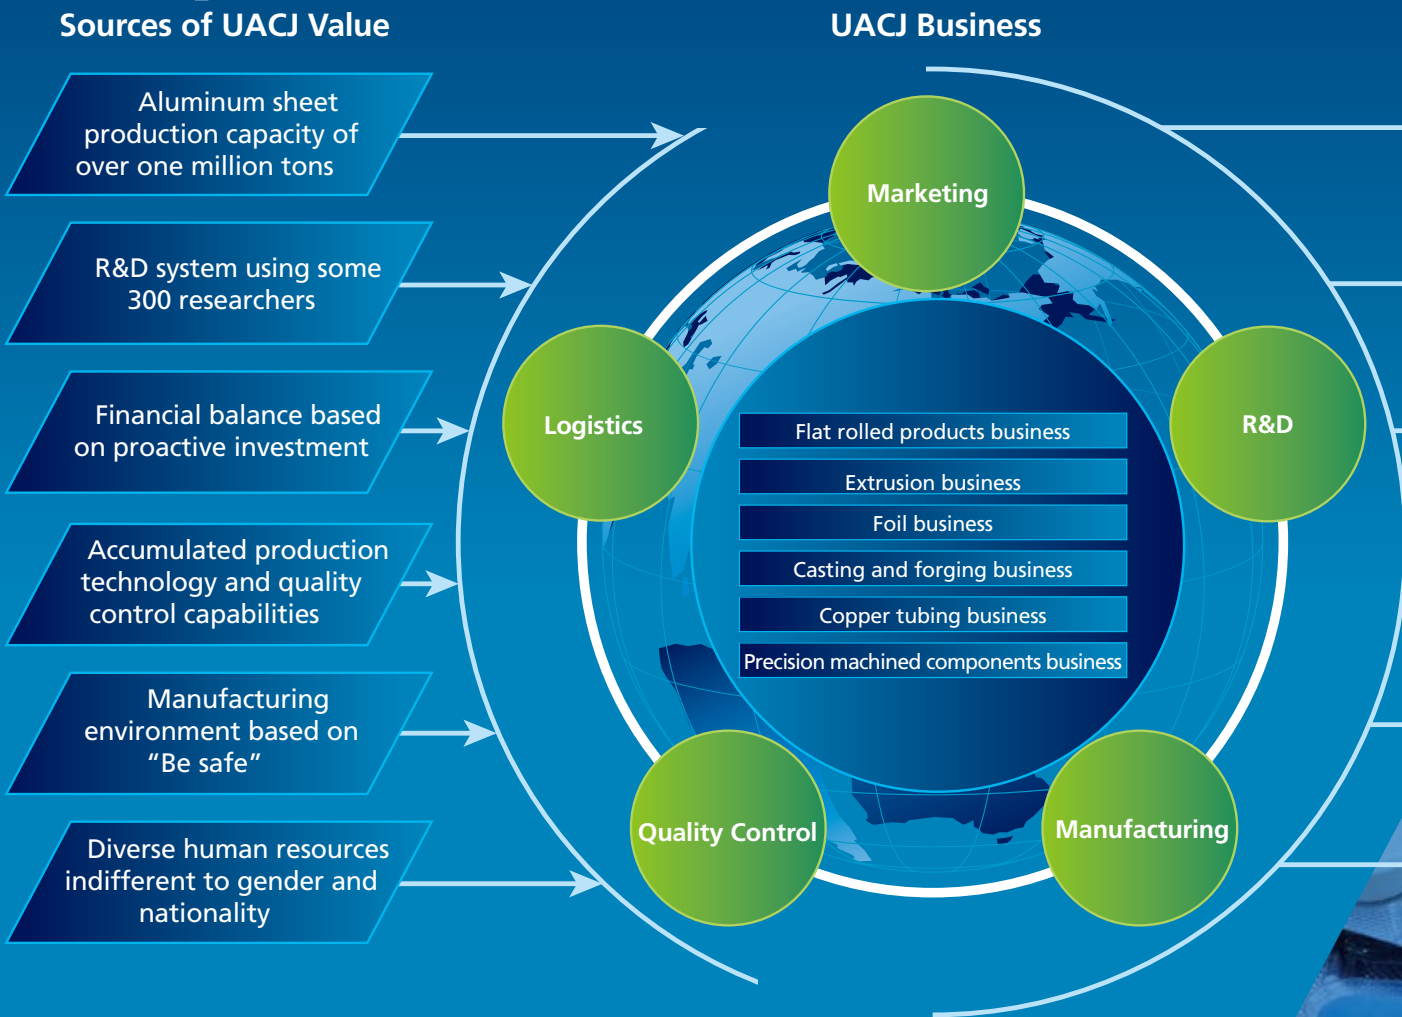 Sources of UACJ Value
Aluminum sheet
production capacity of
over one million tons
R&D system using some
300 researchers
Financial balance based
on proactive investment
Accumulated production
technology and quality
control capabilities
Manufacturing
environment based on
“Be safe”
Diverse human resources
indifferent to gender and
nationality
UACJ Business
Marketing
Logistics
R&D
Flat rolled products business
Extrusion business
Foil business
Casting and forging business
Copper tubing business
Precision machined components business
Quality Control
Manufacturing